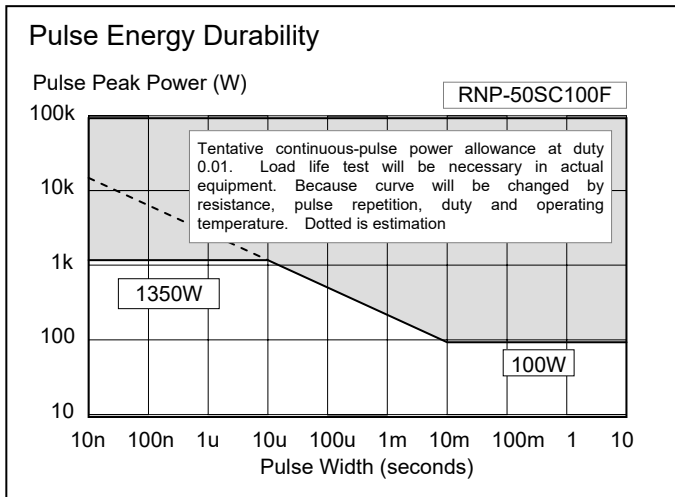 Pulse Energy Durability
Pulse Peak Power (W)
RNP-50SC100F
100k
Tentative continuous-pulse power allowance at duty
0.01. Load life test will be necessary in actual
equipment. Because curve will be changed by
resistance, pulse repetition, duty and operating
temperature. Dotted is estimation
10k
1k
1350W
100
100W
10
10n 100n 1u 10u 100u 1m 10m 100m 1 10
Pulse Width (seconds)